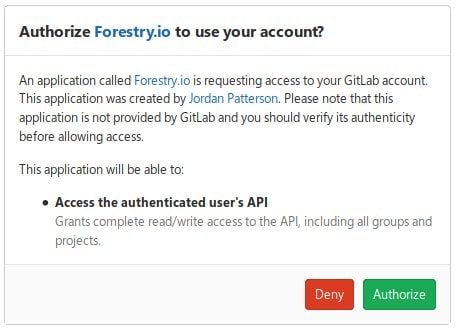 Authorize Forestry.io to use your account?
An application called Forestry.io is requesting access to your GitLab account.
This application was created by Jordan Patterson. Please note that this
application is not provided by GitLab and you should verify its authenticity
before allowing access.
This application will be able to:
• Access the authenticated user's API
Grants complete read/write access to the API, including all groups and
projects.
Deny Authorize